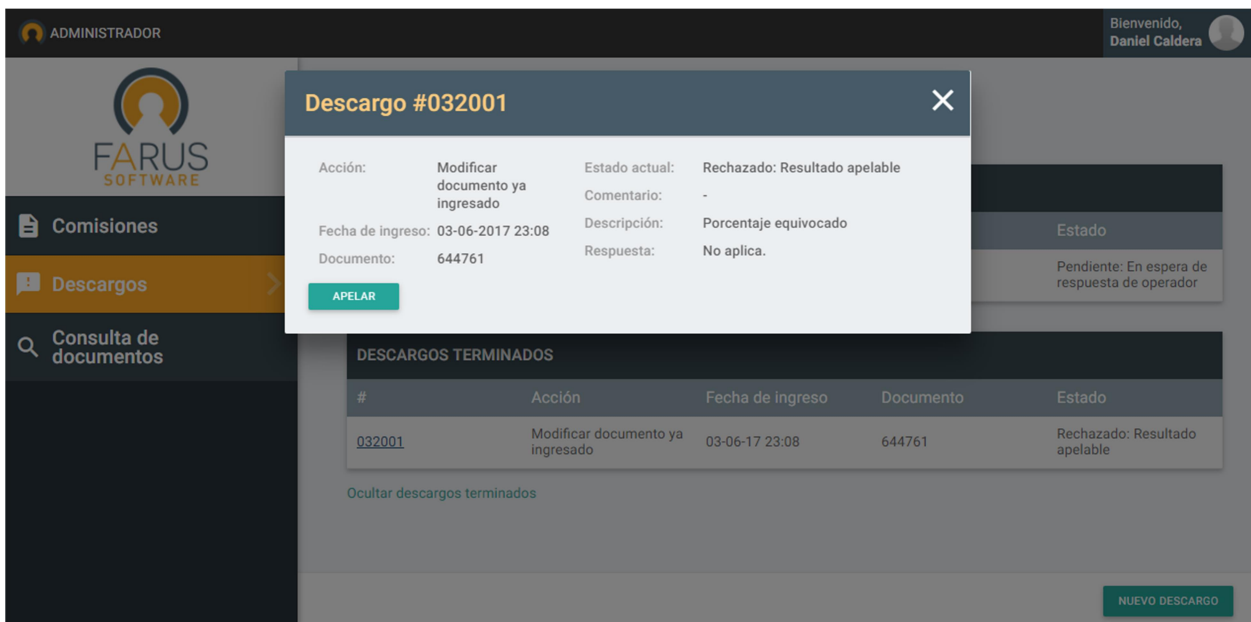 ADMINISTRADOR
Bienvenido,
Daniel Caldera
FARUS
SOFTWARE
Comisiones
Descargos
Consulta de
documentos
Descargo #032001
Acción:
Modificar
documento ya
ingresado
Fecha de ingreso: 03-06-2017 23:08
Documento: 644761
Estado actual: Rechazado: Resultado apelable
Comentario: -
Descripción: Porcentaje equivocado
Respuesta: No aplica.
APELAR
Estado
Pendiente: En espera de
respuesta de operador
DESCARGOS TERMINADOS
# Acción Fecha de ingreso Documento Estado
032001 Modificar documento ya 03-06-17 23:08 644761 Rechazado: Resultado
ingresado apelable
Ocultar descargos terminados
NUEVO DESCARGO